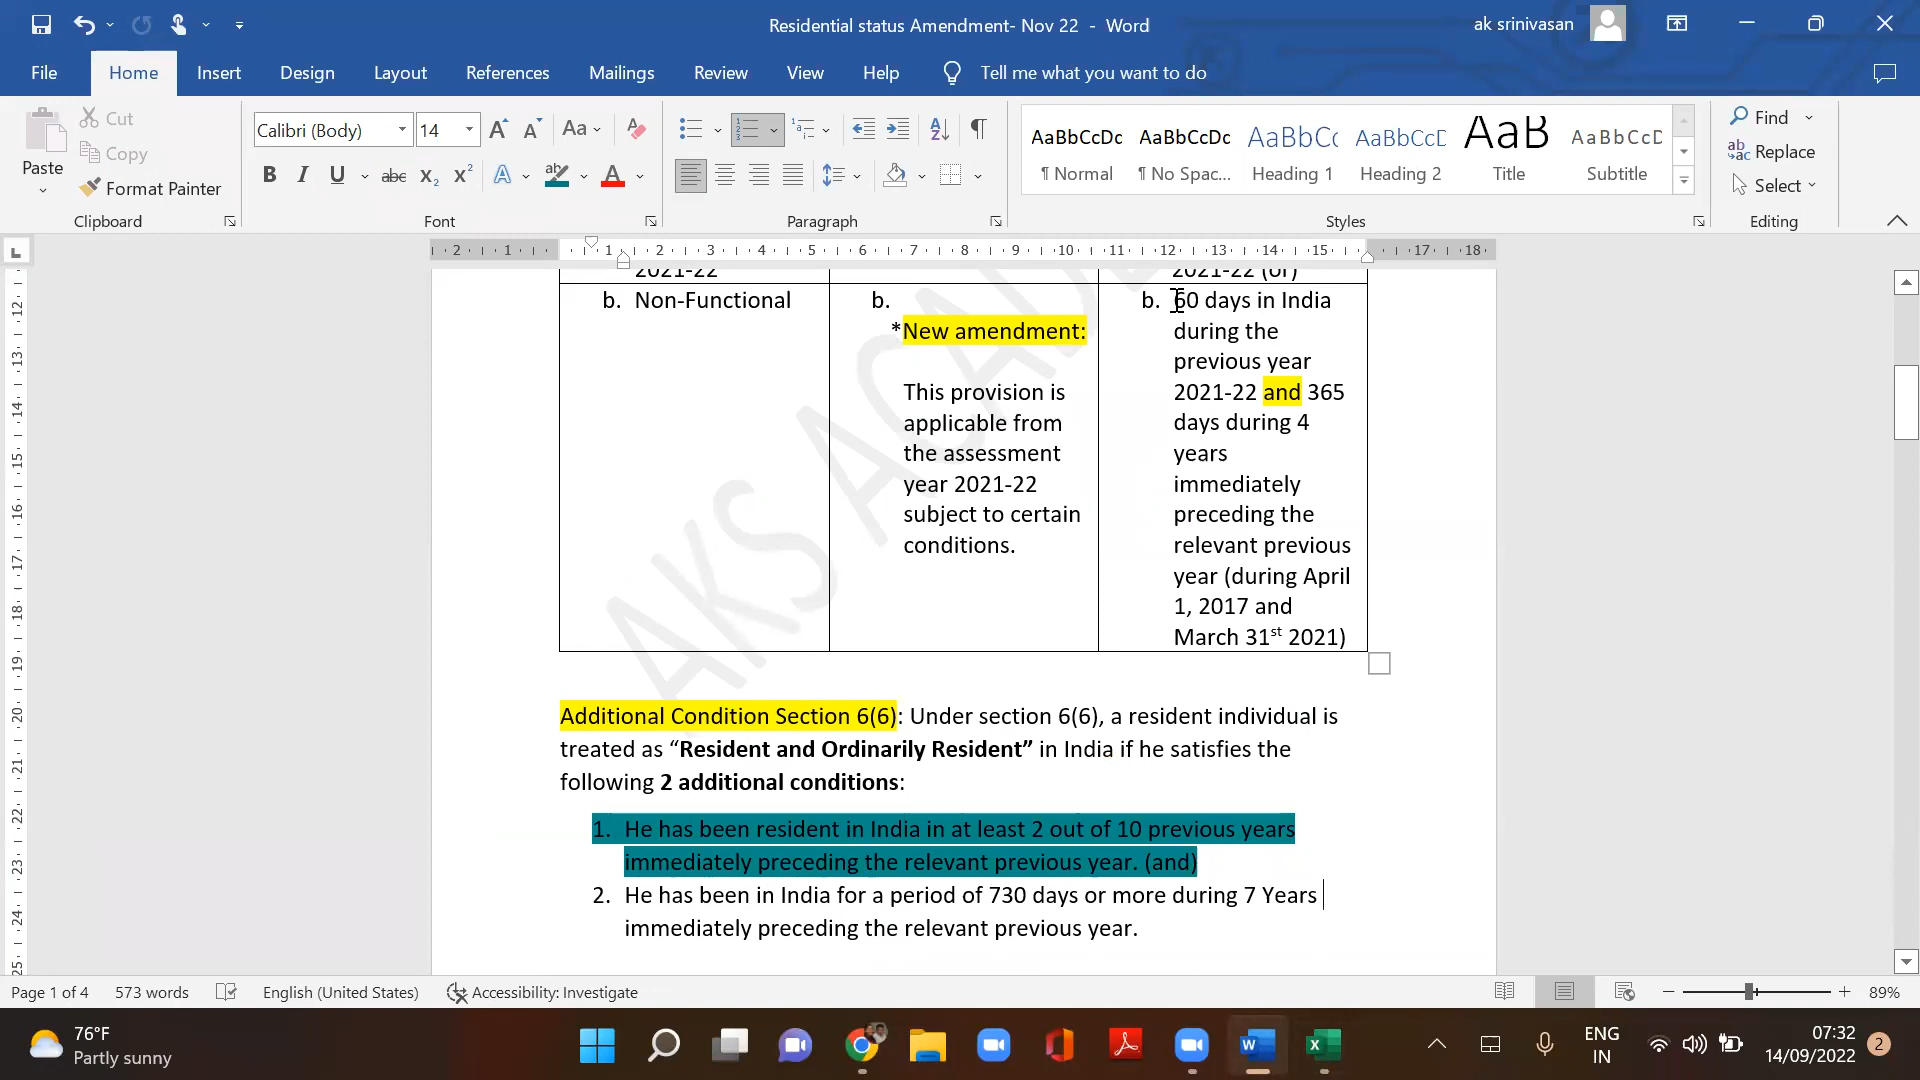 Residential status Amendment- Nov 22 - Word
ak srinivasan
File Home Insert Design Layout References Mailings Review View Help Tell me what you want to do
Paste
Cut
Copy
Format Painter
Clipboard
Calibri (Body) 14
Font
Paragraph
AaBbCcDc AaBbCcDc AaBbCc AaBbCcD AaB AaBbCcD
¶ Normal ¶ No Spac... Heading 1 Heading 2 Title Subtitle
Styles
Find
Replace
Select
Editing
2021-22
2021-22 (or)
b. Non-Functional
b.
*New amendment:
This provision is
applicable from
the assessment
year 2021-22
subject to certain
conditions.
b. 60 days in India
during the
previous year
2021-22 and 365
days during 4
years
immediately
preceding the
relevant previous
year (during April
1, 2017 and
March 31st 2021)
AKS ACADE
Additional Condition Section 6(6): Under section 6(6), a resident individual is
treated as “Resident and Ordinarily Resident” in India if he satisfies the
following 2 additional conditions:
1. He has been resident in India in at least 2 out of 10 previous years
immediately preceding the relevant previous year. (and)
2. He has been in India for a period of 730 days or more during 7 Years
immediately preceding the relevant previous year.
Page 1 of 4 573 words English (United States) Accessibility: Investigate 89%
76°F
Partly sunny
ENG
IN
07:32
14/09/2022
2